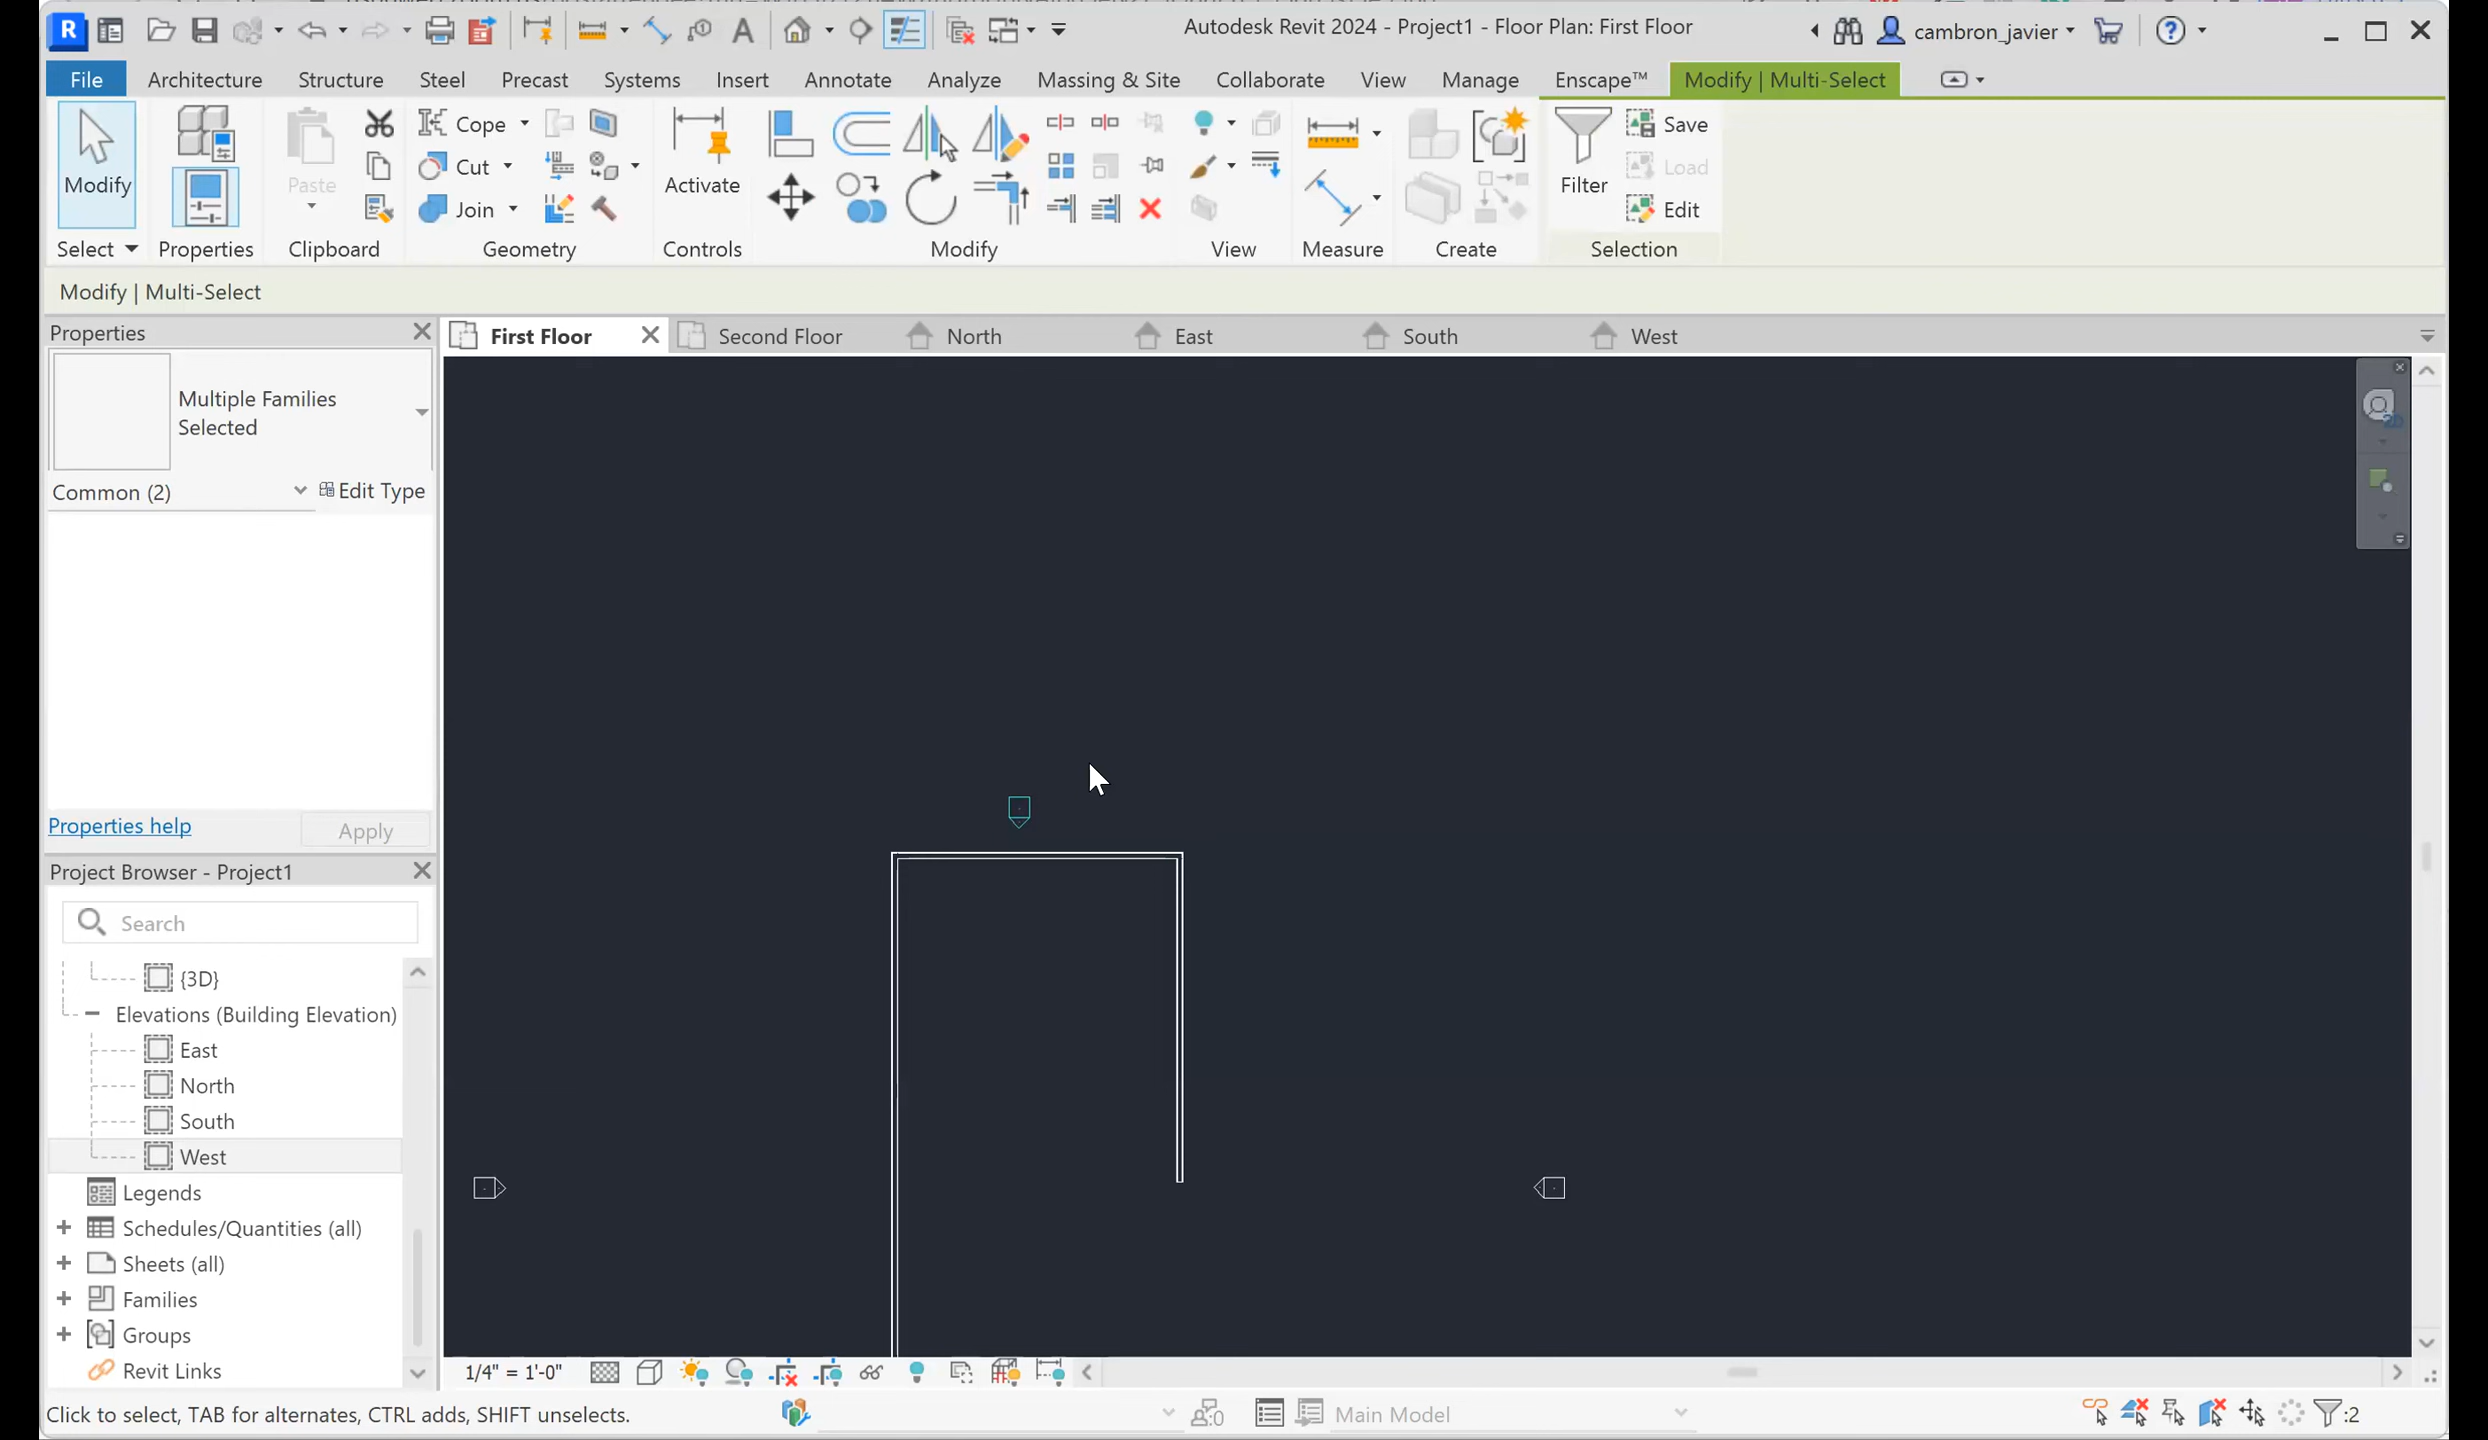 R
Autodesk Revit 2024 - Project1 - Floor Plan: First Floor
cambron_javier
File Architecture Structure Steel Precast Systems Insert Annotate Analyze Massing & Site Collaborate View Manage Enscape™ Modify | Multi-Select
Modify
Paste
Cope
Cut
Join
Activate
Filter
Save
Load
Edit
Select Properties Clipboard Geometry Controls Modify View Measure Create Selection
Modify | Multi-Select
Properties
First Floor Second Floor North East South West
Multiple Families
Selected
Common (2) Edit Type
2D
Properties help Apply
Project Browser - Project1
Search
{3D}
Elevations (Building Elevation)
East
North
South
West
Legends
Schedules/Quantities (all)
Sheets (all)
Families
Groups
Revit Links
1/4" = 1'-0"
Click to select, TAB for alternates, CTRL adds, SHIFT unselects. :0 Main Model :2